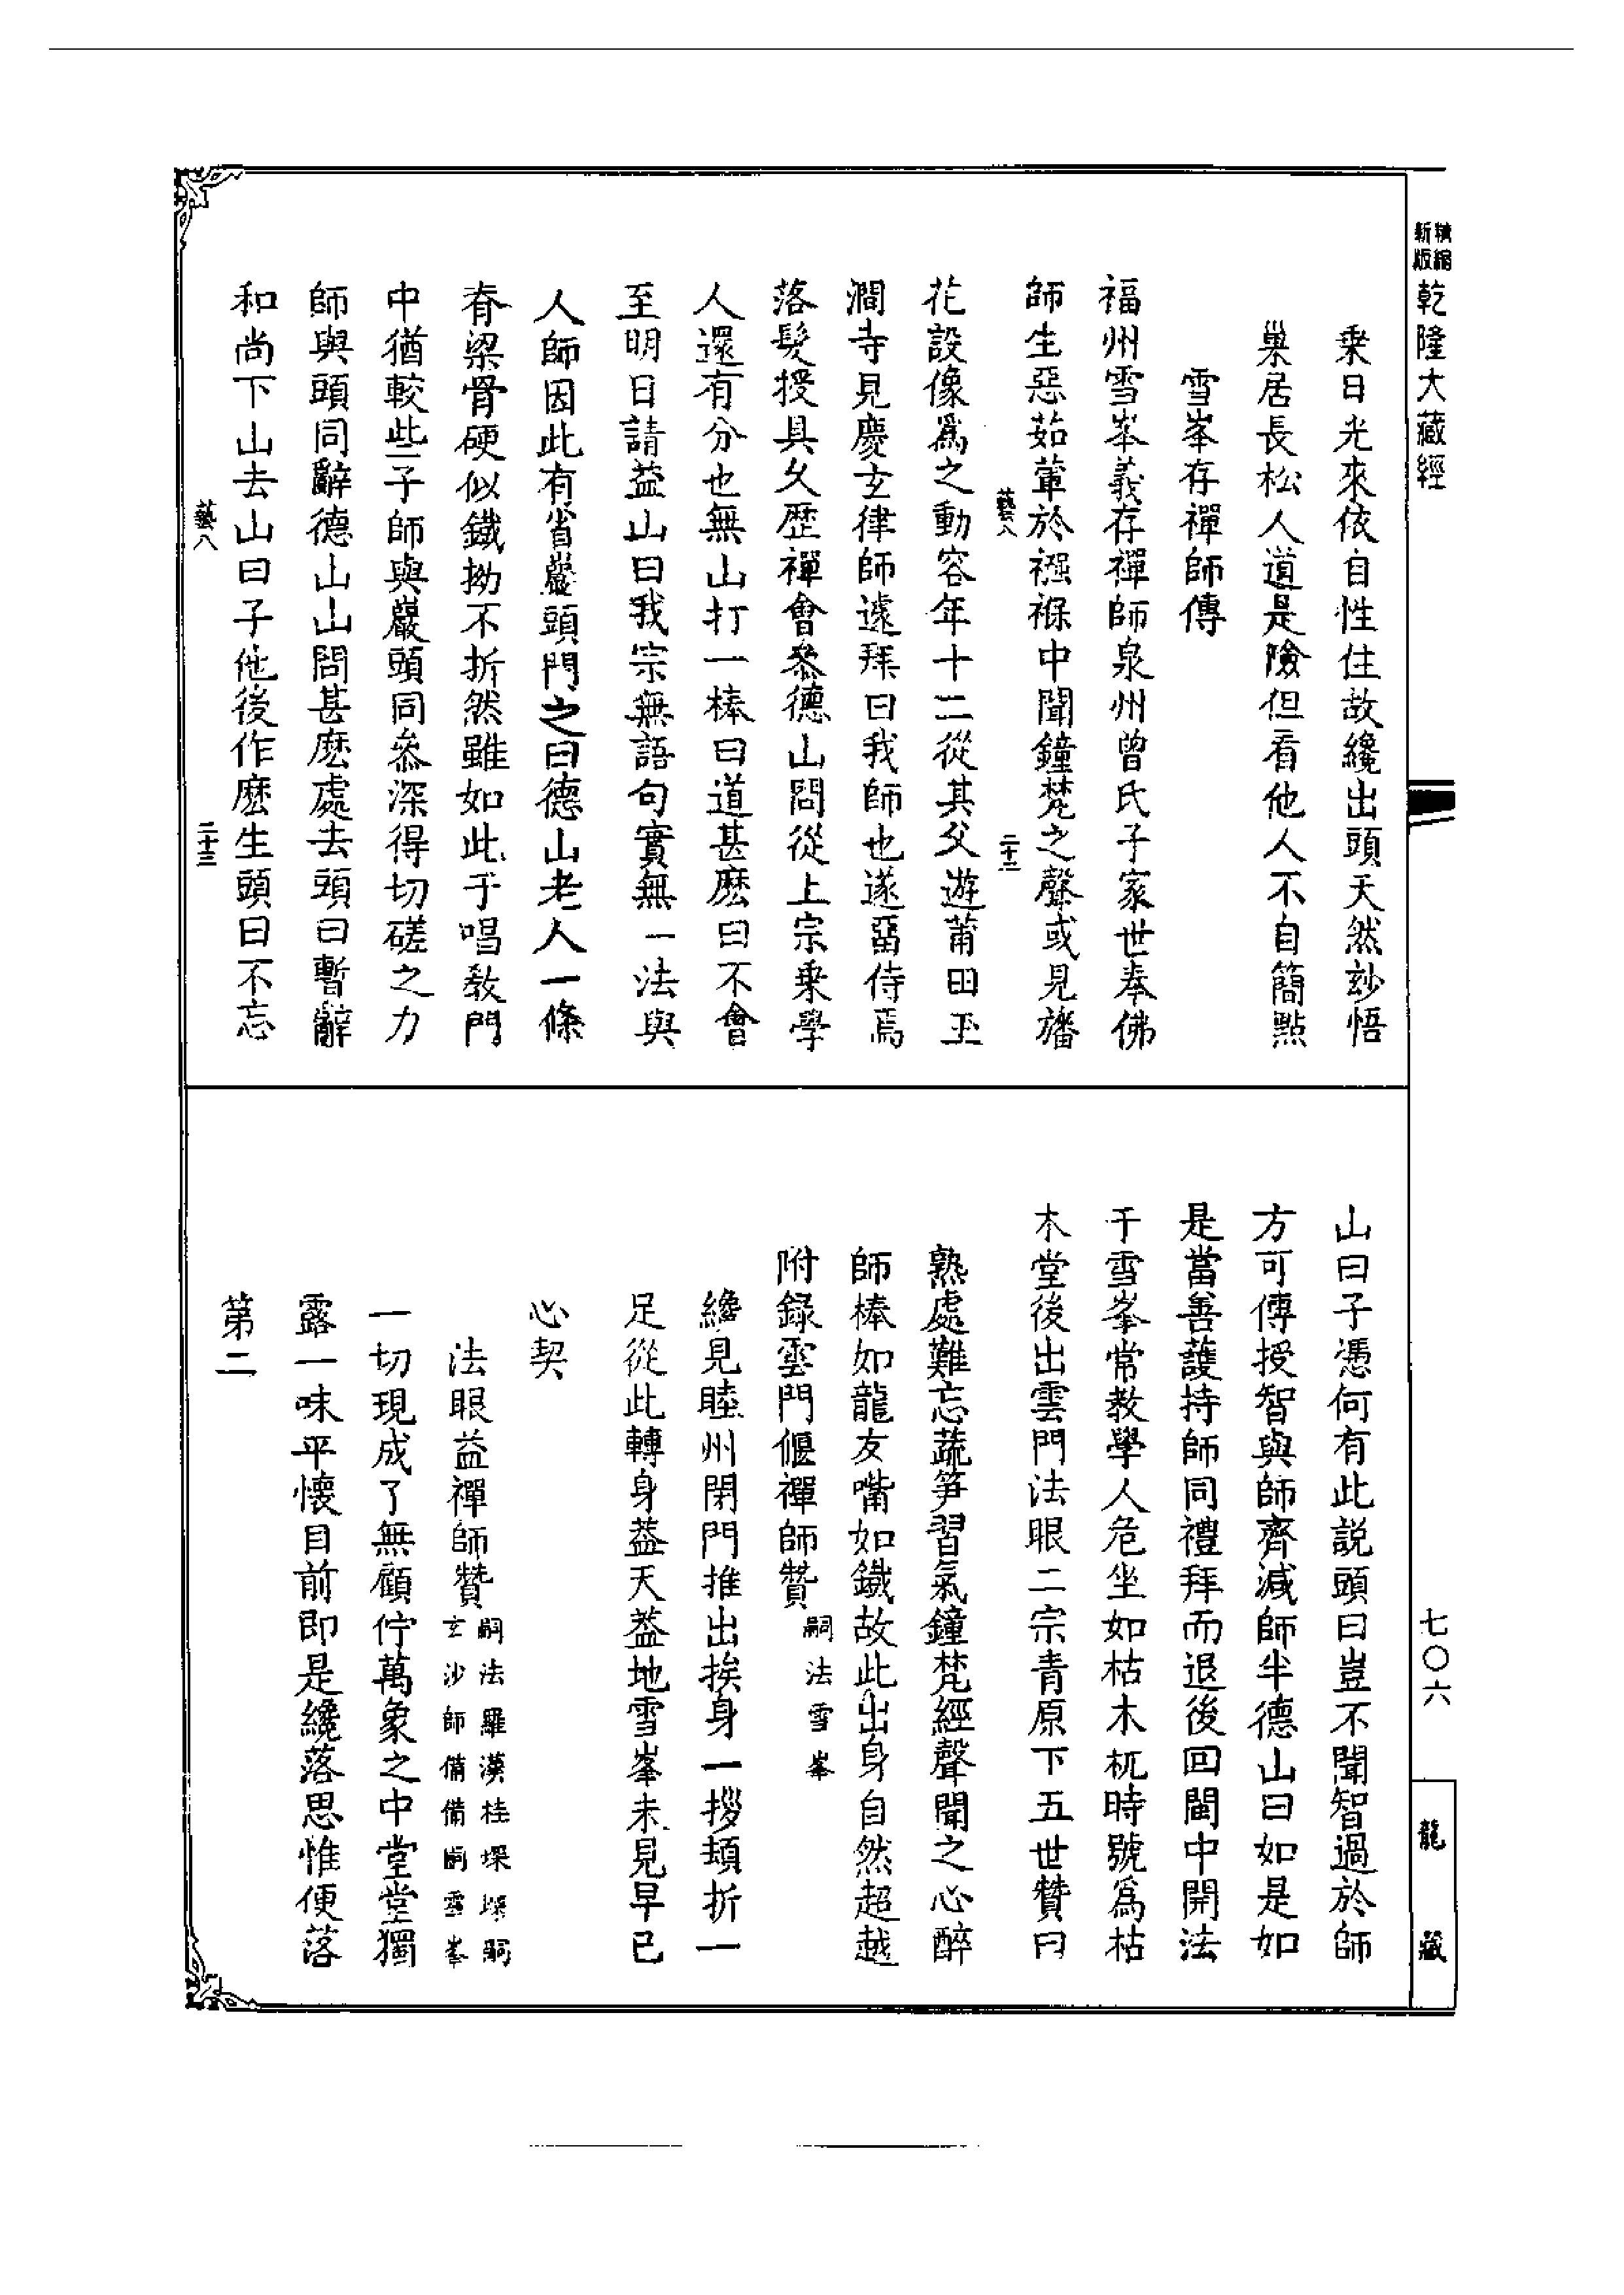 精縮新版乾隆大藏經
乗日光來依自性住故纔出頭天然玅悟
巢居長松人道是險但看他人不自簡點
雪峯存禪師傳
福州雪峯義存禪師泉州曾氏子家世奉佛
師生惡茹葷於襁褓中聞鐘梵之聲或見旛
藝八
二十二
花設像爲之動容年十二從其父遊莆田玉
澗寺見慶玄律師遽拜曰我師也遂畱侍焉
落髮授具久歷禪會叅德山問從上宗乗學
人還有分也無山打一棒曰道甚麽曰不會
至明日請益山曰我宗無語句實無一法與
人師因此有省巖頭門之曰德山老人一條
脊梁骨硬似鐵拗不折然雖如此于唱教門
中猶較些子師與巖頭同叅深得切磋之力
師與頭同辭德山山問甚麽處去頭曰暫辭
和尚下山去山曰子他後作麽生頭曰不忘
藝八
二十三
山曰子憑何有此説頭曰豈不聞智過於師
方可傳授智與師齊減師半德山曰如是如
是當善護持師同禮拜而退後回閩中開法
于雪峯常教學人危坐如枯木杌時號爲枯
木堂後出雲門法眼二宗青原下五世贊曰
熟處難忘蔬笋習氣鐘梵經聲聞之心醉
師棒如龍友嘴如鐵故此出身自然超越
附録雲門偃禪師贊嗣法雪峯
纔見睦州閉門推出挨身一拶頓折一
足從此轉身葢天葢地雪峯未見早已
心契
法眼益禪師贊嗣法羅漢桂琛琛嗣玄沙師備備嗣雪峯
一切現成了無顧佇萬象之中堂堂獨
露一味平懷目前即是纔落思惟便落
第二
七〇六
龍藏